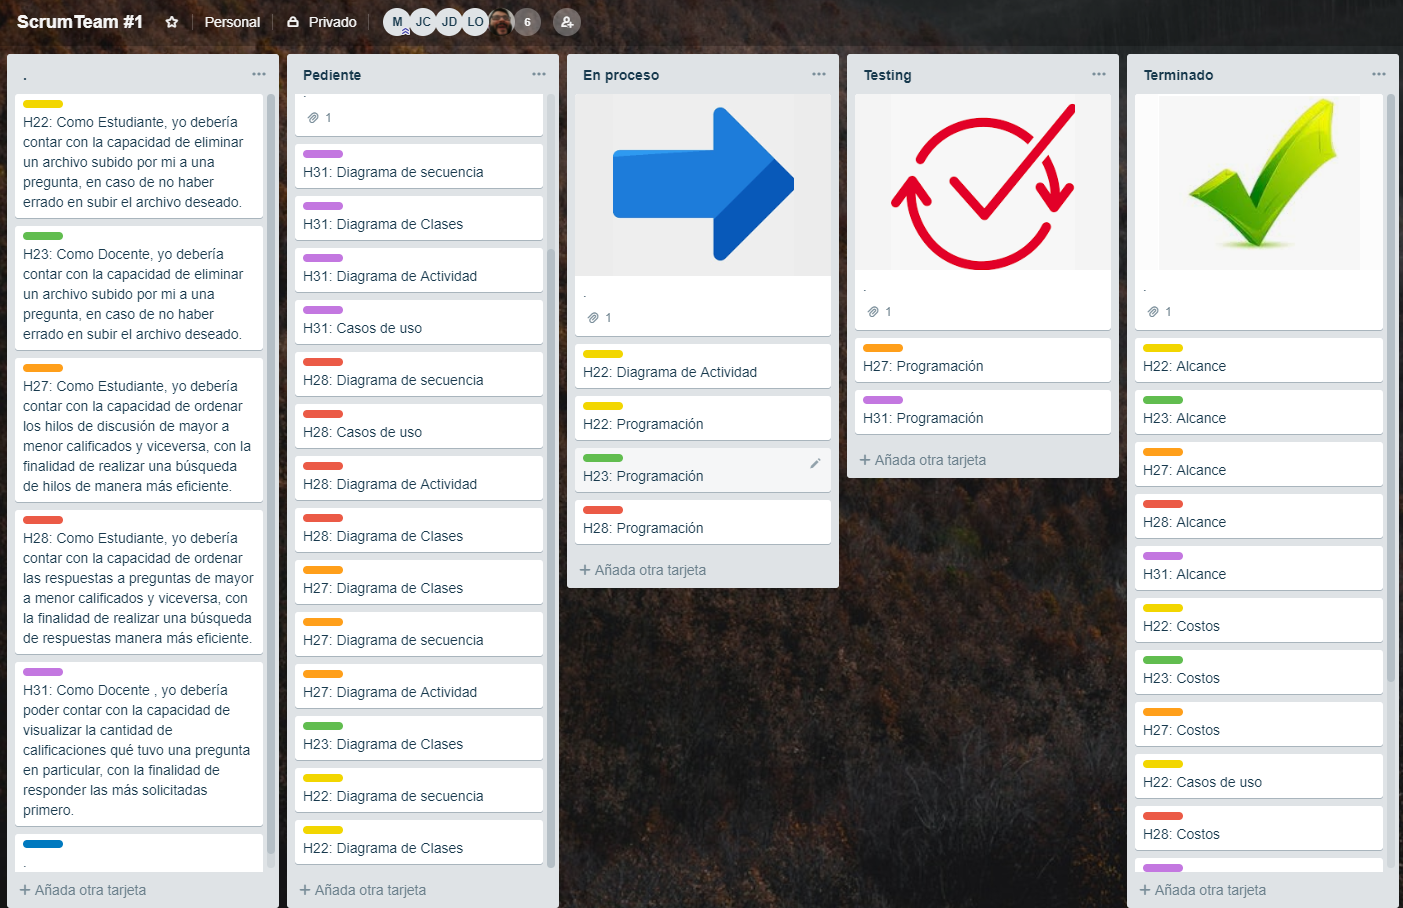 ScrumTeam #1
Personal
Privado
M
JC
JD
LO
6
.
H22: Como Estudiante, yo debería
contar con la capacidad de eliminar
un archivo subido por mi a una
pregunta, en caso de no haber
errado en subir el archivo deseado.
H23: Como Docente, yo debería
contar con la capacidad de eliminar
un archivo subido por mi a una
pregunta, en caso de no haber
errado en subir el archivo deseado.
H27: Como Estudiante, yo debería
contar con la capacidad de ordenar
los hilos de discusión de mayor a
menor calificados y viceversa, con la
finalidad de realizar una búsqueda
de hilos de manera más eficiente.
H28: Como Estudiante, yo debería
contar con la capacidad de ordenar
las respuestas a preguntas de mayor
a menor calificados y viceversa, con
la finalidad de realizar una búsqueda
de respuestas manera más eficiente.
H31: Como Docente , yo debería
poder contar con la capacidad de
visualizar la cantidad de
calificaciones qué tuvo una pregunta
en particular, con la finalidad de
responder las más solicitadas
primero.
.
+ Añada otra tarjeta
Pediente
.
1
H31: Diagrama de secuencia
H31: Diagrama de Clases
H31: Diagrama de Actividad
H31: Casos de uso
H28: Diagrama de secuencia
H28: Casos de uso
H28: Diagrama de Actividad
H28: Diagrama de Clases
H27: Diagrama de Clases
H27: Diagrama de secuencia
H27: Diagrama de Actividad
H23: Diagrama de Clases
H22: Diagrama de secuencia
H22: Diagrama de Clases
+ Añada otra tarjeta
En proceso
.
1
H22: Diagrama de Actividad
H22: Programación
H23: Programación
H28: Programación
+ Añada otra tarjeta
Testing
.
1
H27: Programación
H31: Programación
+ Añada otra tarjeta
Terminado
.
1
H22: Alcance
H23: Alcance
H27: Alcance
H28: Alcance
H31: Alcance
H22: Costos
H23: Costos
H27: Costos
H22: Casos de uso
H28: Costos
+ Añada otra tarjeta